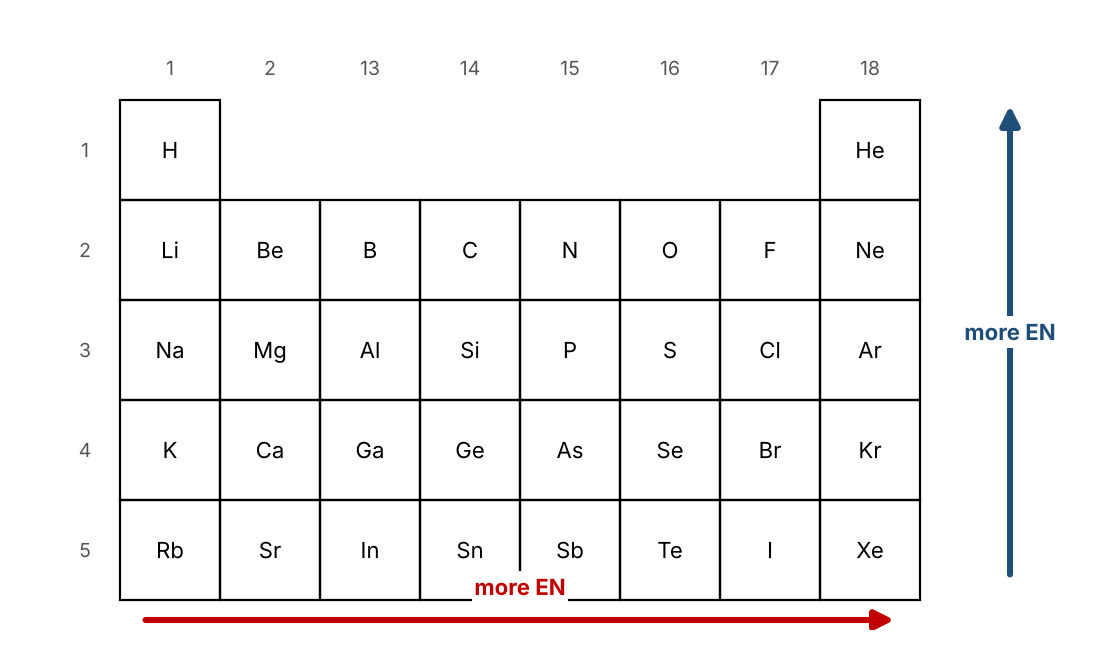 1 2 13 14 15 16 17 18
1 H He
2 Li Be B C N O F Ne
more EN
3 Na Mg Al Si P S Cl Ar
4 K Ca Ga Ge As Se Br Kr
5 Rb Sr In Sn Sb Te I Xe
more EN